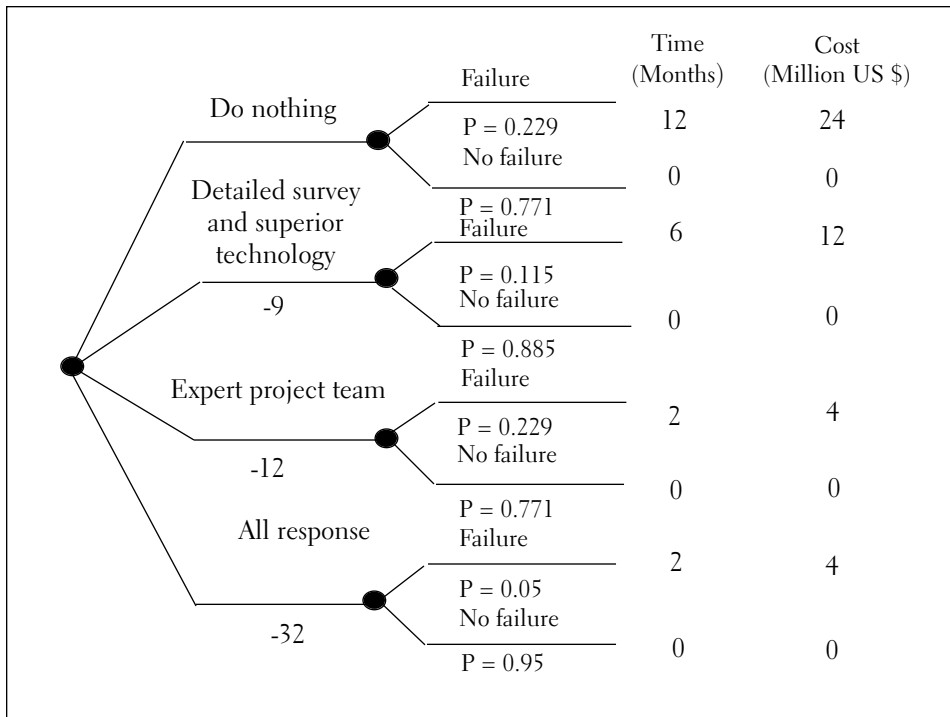 Time
(Months)
Cost
(Million US $)
Failure
Do nothing
12
24
P = 0.229
No failure
0
0
Detailed survey
and superior
technology
P = 0.771
Failure
6
12
P = 0.115
No failure
-9
0
0
P = 0.885
Failure
Expert project team
2
4
P = 0.229
No failure
-12
0
0
P = 0.771
Failure
All response
2
4
P = 0.05
No failure
-32
0
0
P = 0.95